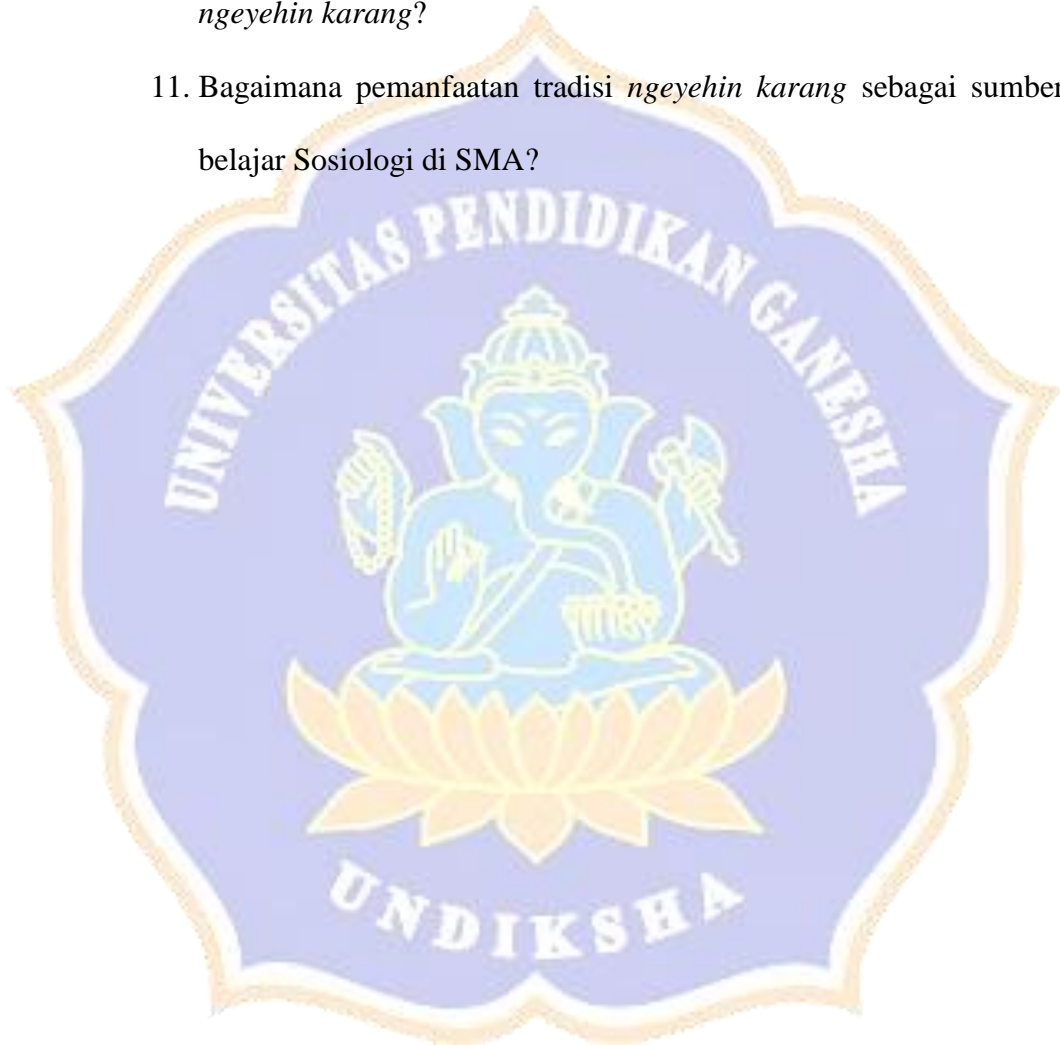 ngeyehin karang?
11. Bagaimana pemanfaatan tradisi ngeyehin karang sebagai sumber
belajar Sosiologi di SMA?
UNIVERSITAS PENDIDIKAN GANESHA
UNDIKSHA